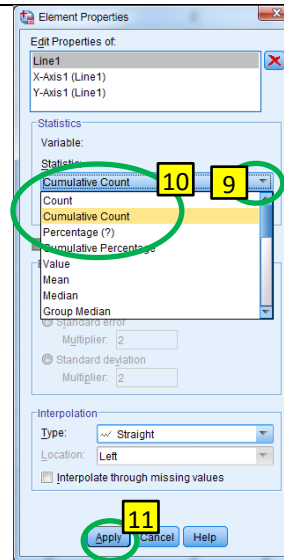 Element Properties
Edit Properties of:
Line1
X-Axis1 (Line1)
Y-Axis1 (Line1)
Statistics
Variable:
Statistic:
10
9
Cumulative Count
Count
Cumulative Count
Percentage (?)
Cumulative Percentage
Value
Mean
Median
Group Median
Standard error
Multiplier: 2
Standard deviation
Multiplier: 2
Interpolation
Type: Straight
Location: Left
Interpolate through missing values
11
Apply Cancel Help